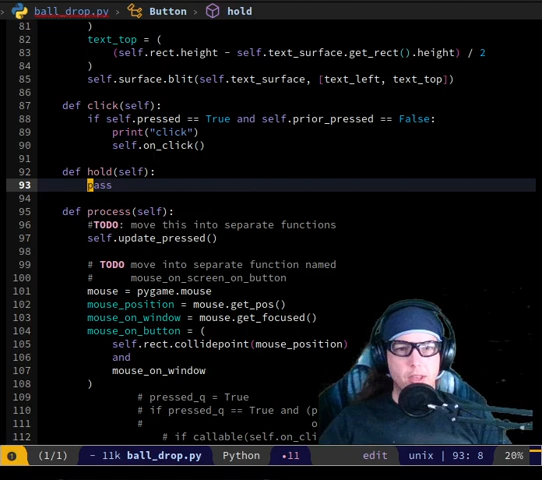 ball_drop.py > Button > hold
81 )
82 text_top = (
83 (self.rect.height - self.text_surface.get_rect().height) / 2
84 )
85 self.surface.blit(self.text_surface, [text_left, text_top])
86
87 def click(self):
88 if self.pressed == True and self.prior_pressed == False:
89 print("click")
90 self.on_click()
91
92 def hold(self):
93 pass
94
95 def process(self):
96 #TODO: move this into separate functions
97 self.update_pressed()
98
99 # TODO move into separate function named
100 # mouse_on_screen_on_button
101 mouse = pygame.mouse
102 mouse_position = mouse.get_pos()
103 mouse_on_window = mouse.get_focused()
104 mouse_on_button = (
105 self.rect.collidepoint(mouse_position)
106 and
107 mouse_on_window
108 )
109 # pressed_q = True
110 # if pressed_q == True and (p
111 # o
112 # if callable(self.on_cli
(1/1) - 11k ball_drop.py Python •11 edit unix | 93: 8 20%